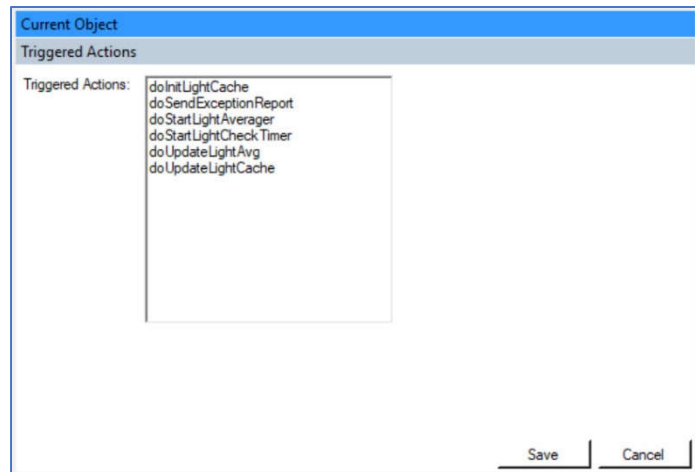 Current Object
Triggered Actions
Triggered Actions:
doInitLightCache
doSendExceptionReport
doStartLightAverager
doStartLightCheckTimer
doUpdateLightAvg
doUpdateLightCache
Save
Cancel